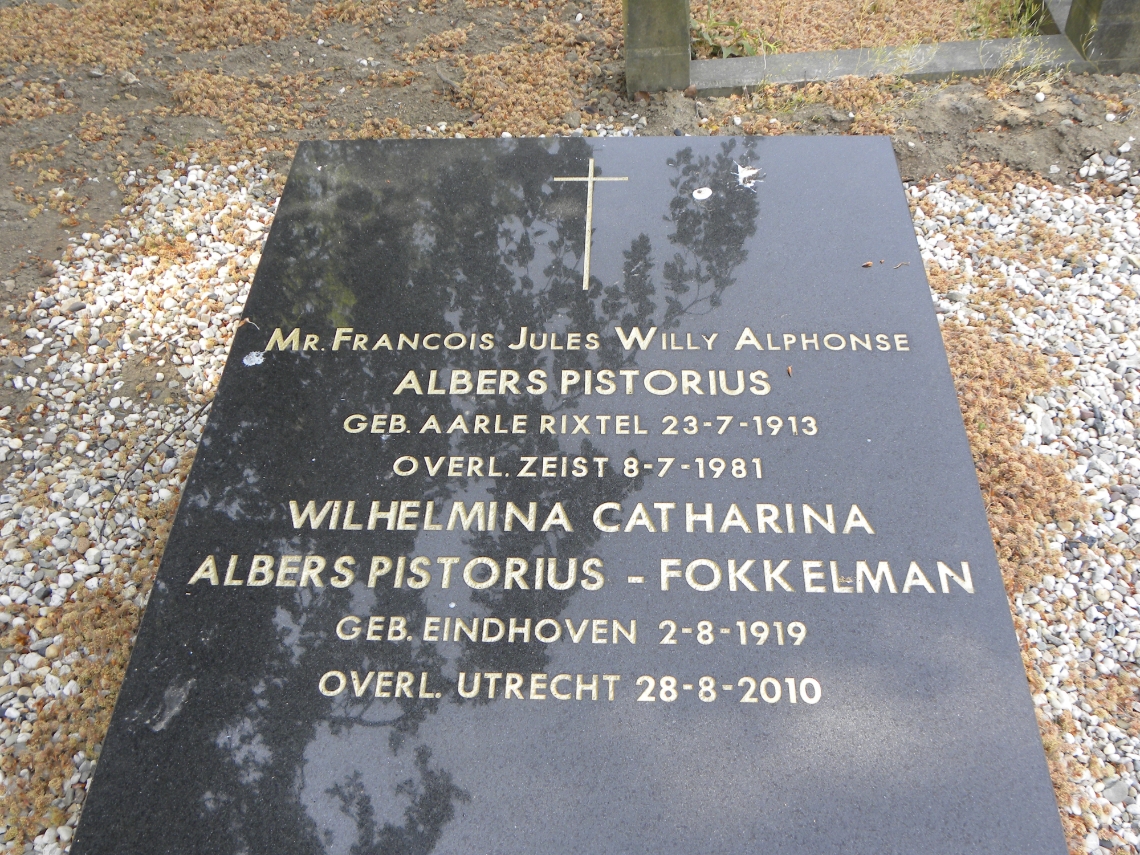 Mr. Francois Jules Willy Alphonse
ALBERS PISTORIUS
GEB. AARLE RIXTEL 23-7-1913
OVERL. ZEIST 8-7-1981
WILHELMINA CATHARINA
ALBERS PISTORIUS - FOKKELMAN
GEB. EINDHOVEN 2-8-1919
OVERL. UTRECHT 28-8-2010